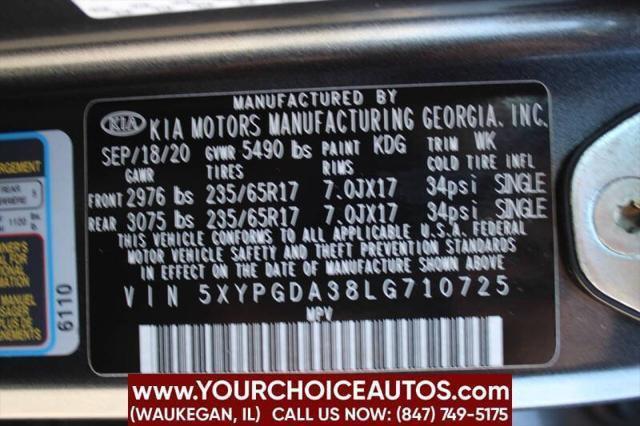 MANUFACTURED BY
KIA KIA MOTORS MANUFACTURING GEORGIA. INC.
SEP/18/20 GVWR 5490 lbs PAINT KDG TRIM WK
GAWR TIRES RIMS COLD TIRE INFL
FRONT 2976 lbs 235/65R17 7.0JX17 34psi SINGLE
REAR 3075 lbs 235/65R17 7.0JX17 34psi SINGLE
THIS VEHICLE CONFORMS TO ALL APPLICABLE U.S.A. FEDERAL
MOTOR VEHICLE SAFETY AND THEFT PREVENTION STANDARDS
IN EFFECT ON THE DATE OF MANUFACTURE SHOWN ABOVE.
VIN 5XYPGDA38LG710725
MPV
REAR 3
1100 lbs.
6110
WWW.YOURCHOICEAUTOS.COM
(WAUKEGAN, IL) CALL US NOW: (847) 749-5175